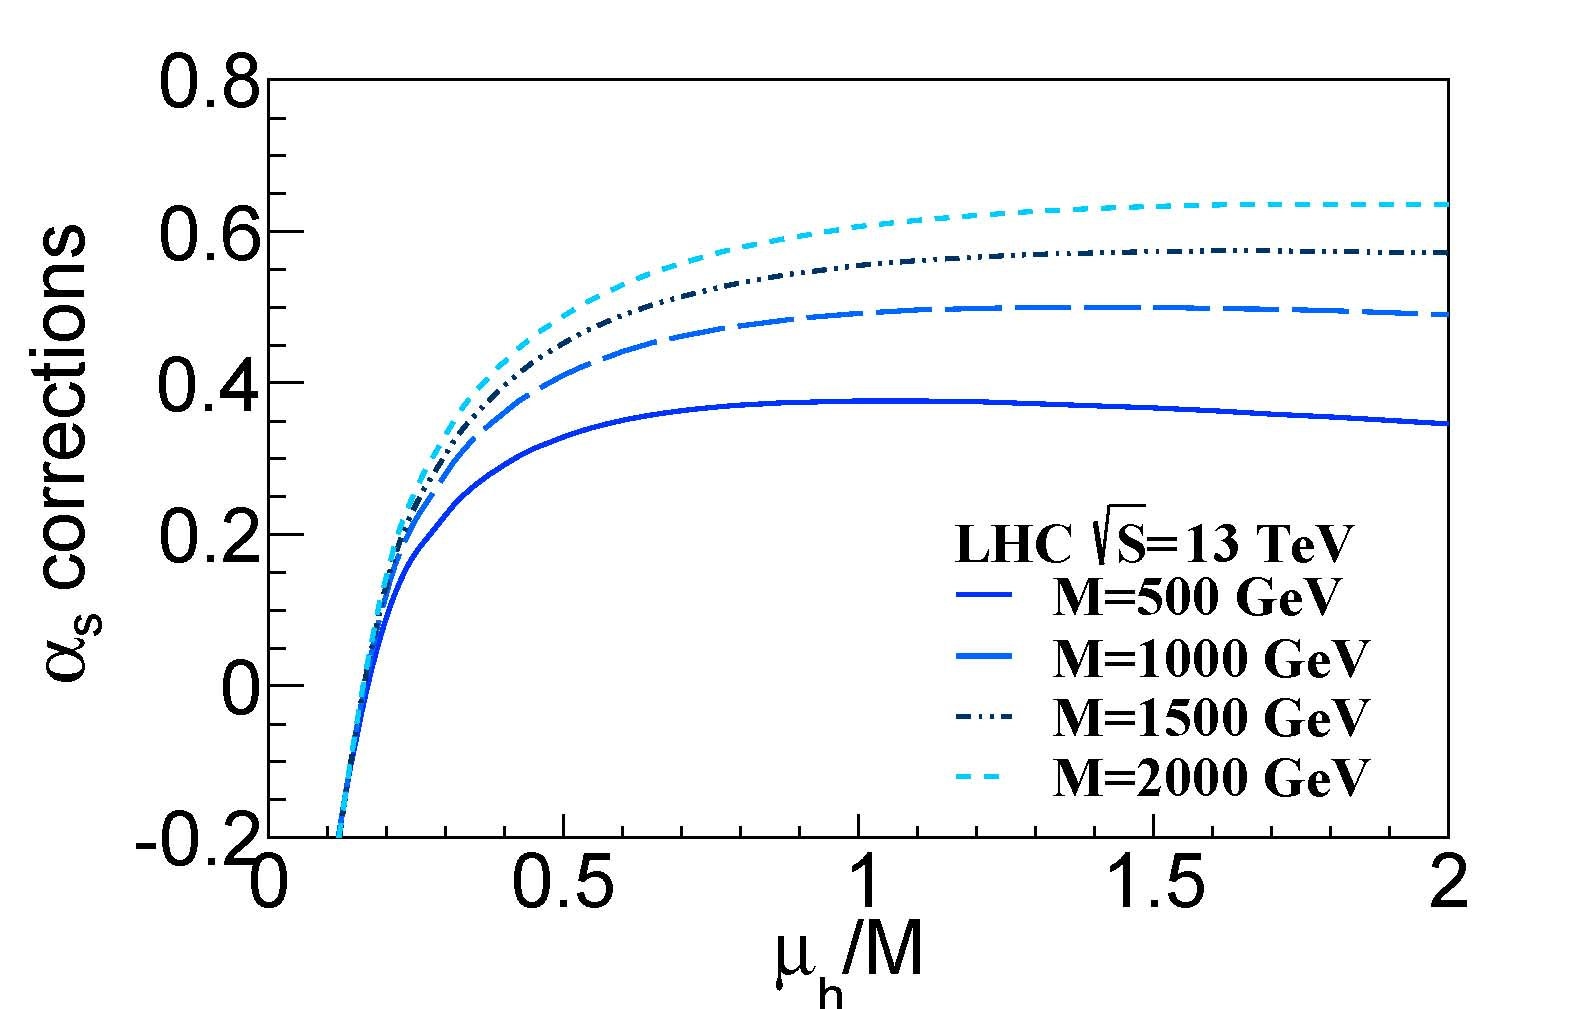 0.8
0.6
0.4
0.2
0
-0.2
αs corrections
LHC √S=13 TeV
M=500 GeV
M=1000 GeV
M=1500 GeV
M=2000 GeV
0 0.5 1 1.5 2
μh/M